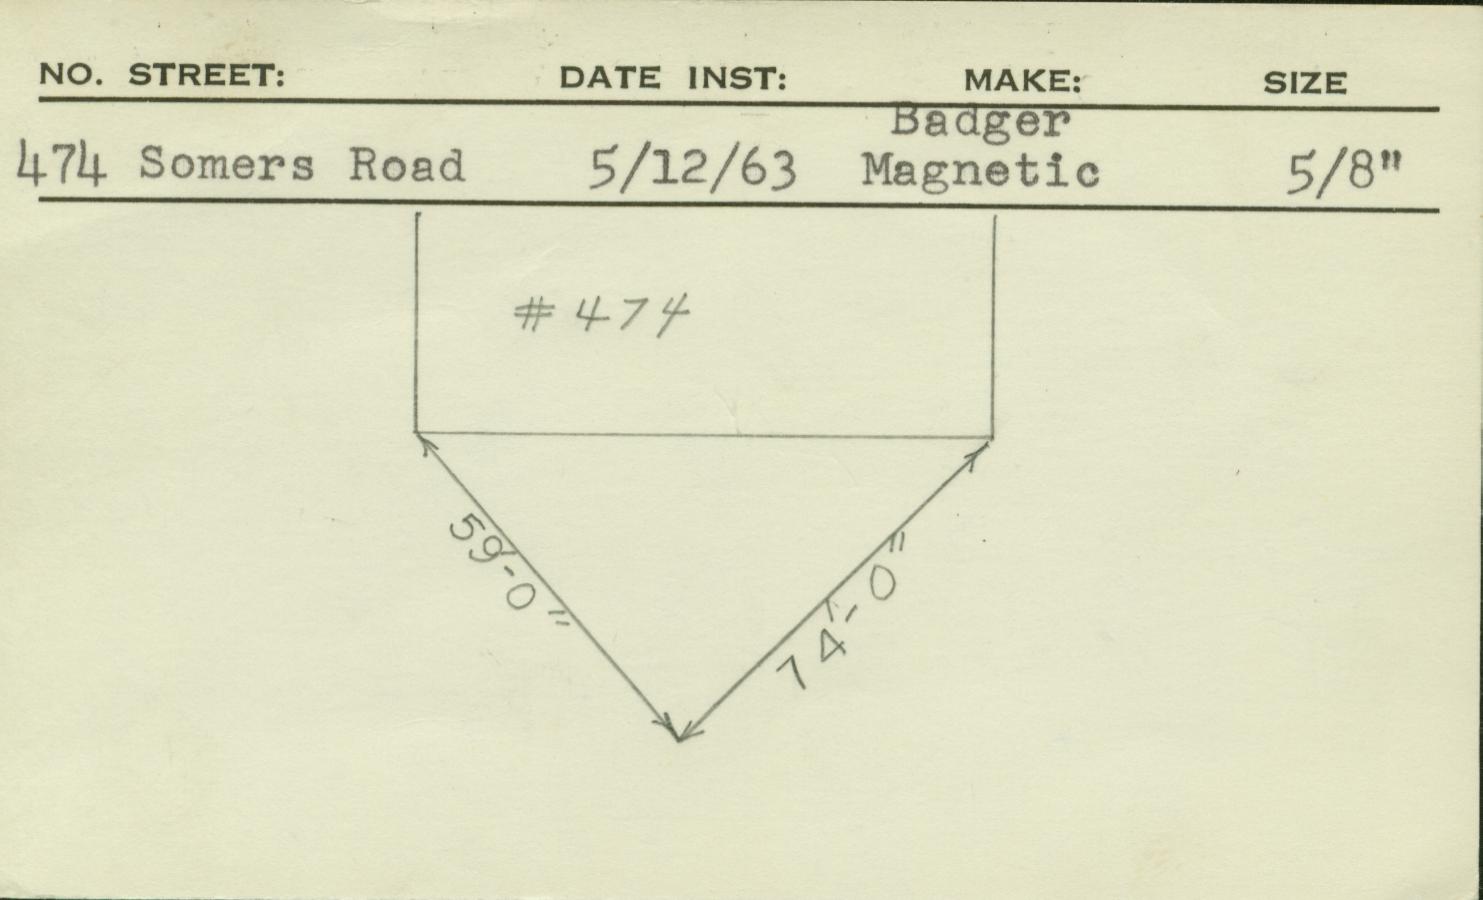 NO. STREET: DATE INST: MAKE: SIZE
Badger
474 Somers Road 5/12/63 Magnetic 5/8"
#474
59'-0"
74'-0"